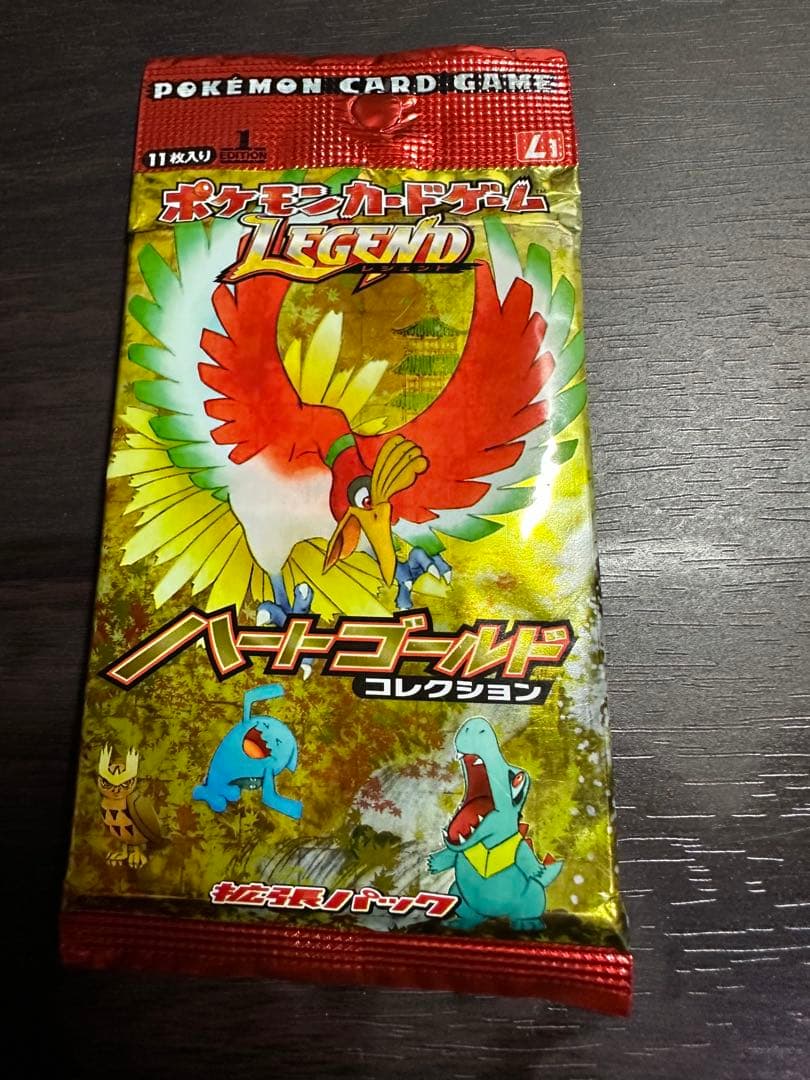 POKÉMON CARD GAME
11枚入り 1 EDITION L1
ポケモンカードゲーム™
LEGEND
レジェンド
ハートゴールド
コレクション
拡張パック